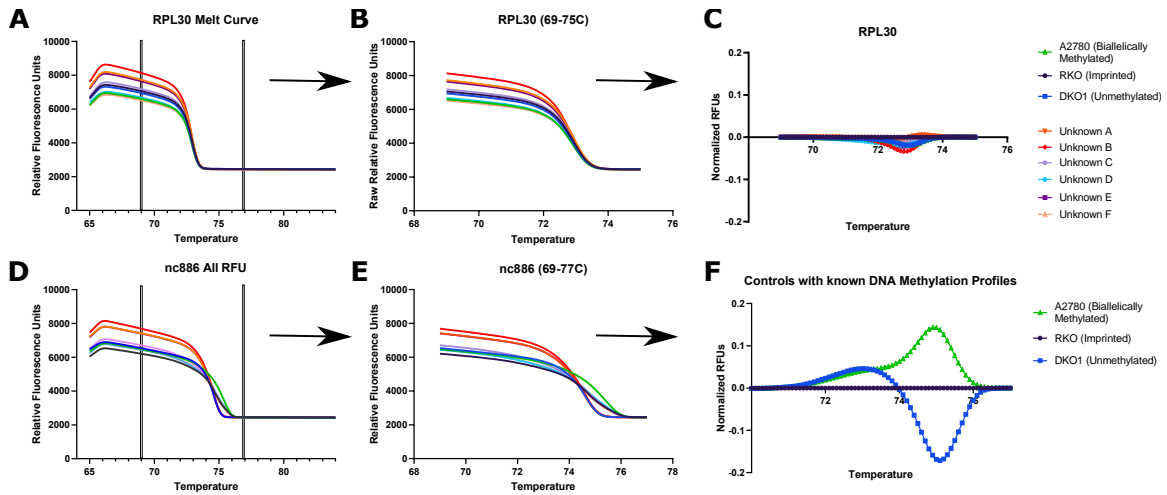 A
RPL30 Melt Curve
10000
8000
6000
4000
2000
0
65
70
75
80
Relative Fluorescence Units
Temperature
B
RPL30 (69-75C)
10000
8000
6000
4000
2000
0
68
70
72
74
76
Raw Relative Fluorescence Units
Temperature
C
RPL30
0.2
0.1
0.0
-0.1
-0.2
70
72
74
76
Normalized RFUs
Temperature
A2780 (Biallelically
Methylated)
RKO (Imprinted)
DKO1 (Unmethylated)
Unknown A
Unknown B
Unknown C
Unknown D
Unknown E
Unknown F
D
nc886 All RFU
10000
8000
6000
4000
2000
0
65
70
75
80
Relative Fluorescence Units
Temperature
E
nc886 (69-77C)
10000
8000
6000
4000
2000
0
68
70
72
74
76
78
Relative Fluorescence Units
Temperature
F
Controls with known DNA Methylation Profiles
0.2
0.1
0.0
-0.1
-0.2
72
74
76
Normalized RFUs
Temperature
A2780 (Biallelically
Methylated)
RKO (Imprinted)
DKO1 (Unmethylated)